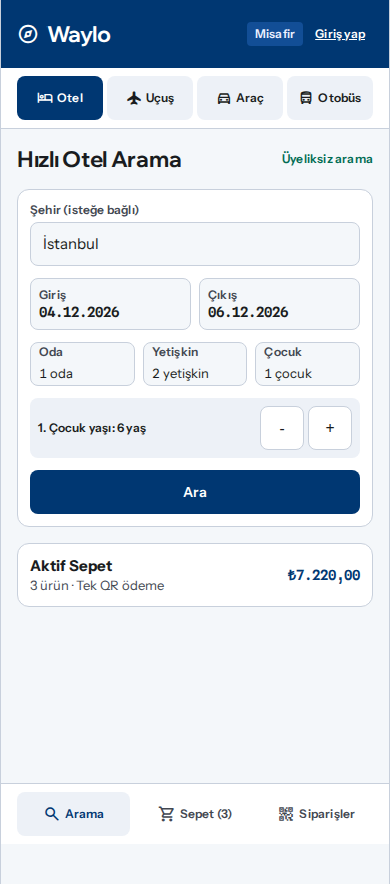 Waylo
Misafir
Giriş yap
Otel
Uçuş
Araç
Otobüs
Hızlı Otel Arama
Üyeliksiz arama
Şehir (isteğe bağlı)
İstanbul
Giriş
Çıkış
04.12.2026
06.12.2026
Oda
Yetişkin
Çocuk
1 oda
2 yetişkin
1 çocuk
1. Çocuk yaşı: 6 yaş
-
+
Ara
Aktif Sepet
3 ürün · Tek QR ödeme
₺7.220,00
Arama
Sepet (3)
Siparişler